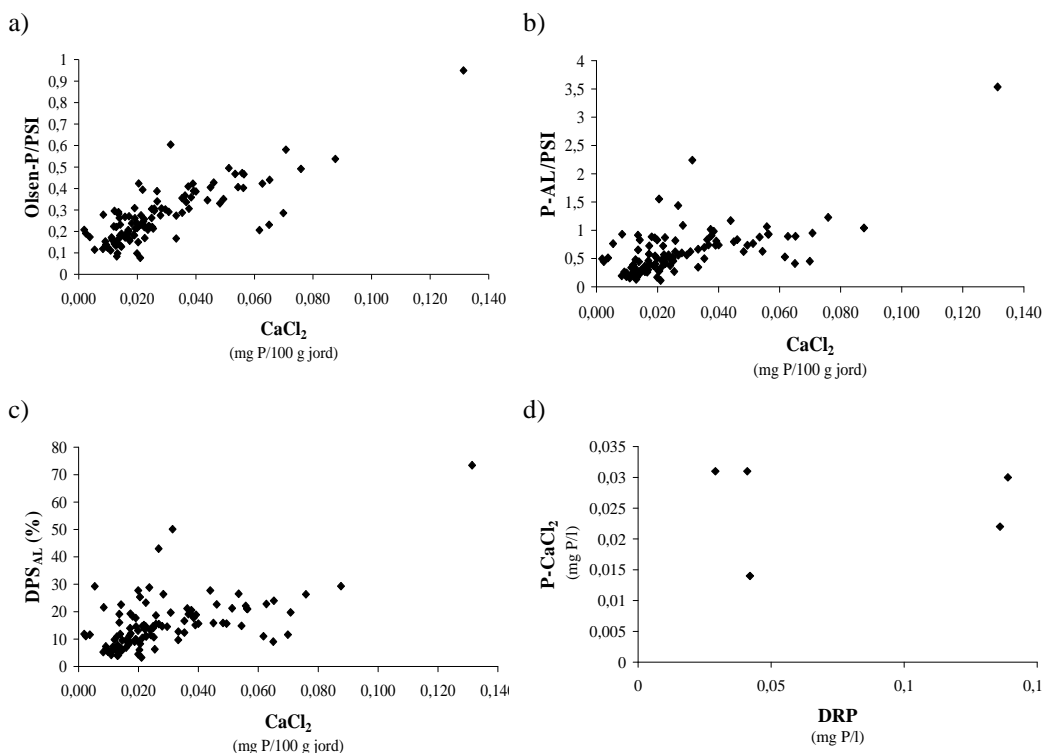 a)
1
0,9
0,8
0,7
0,6
0,5
0,4
0,3
0,2
0,1
0
Olsen-P/PSI
0,000 0,020 0,040 0,060 0,080 0,100 0,120 0,140
CaCl₂
(mg P/100 g jord)
b)
4
3,5
3
2,5
2
1,5
1
0,5
0
P-AL/PSI
0,000 0,020 0,040 0,060 0,080 0,100 0,120 0,140
CaCl₂
(mg P/100 g jord)
c)
80
70
60
50
40
30
20
10
0
DPS_AL (%)
0,000 0,020 0,040 0,060 0,080 0,100 0,120 0,140
CaCl₂
(mg P/100 g jord)
d)
0,035
0,03
0,025
0,02
0,015
0,01
0,005
0
P-CaCl₂
(mg P/l)
0 0,05 0,1 0,1
DRP
(mg P/l)